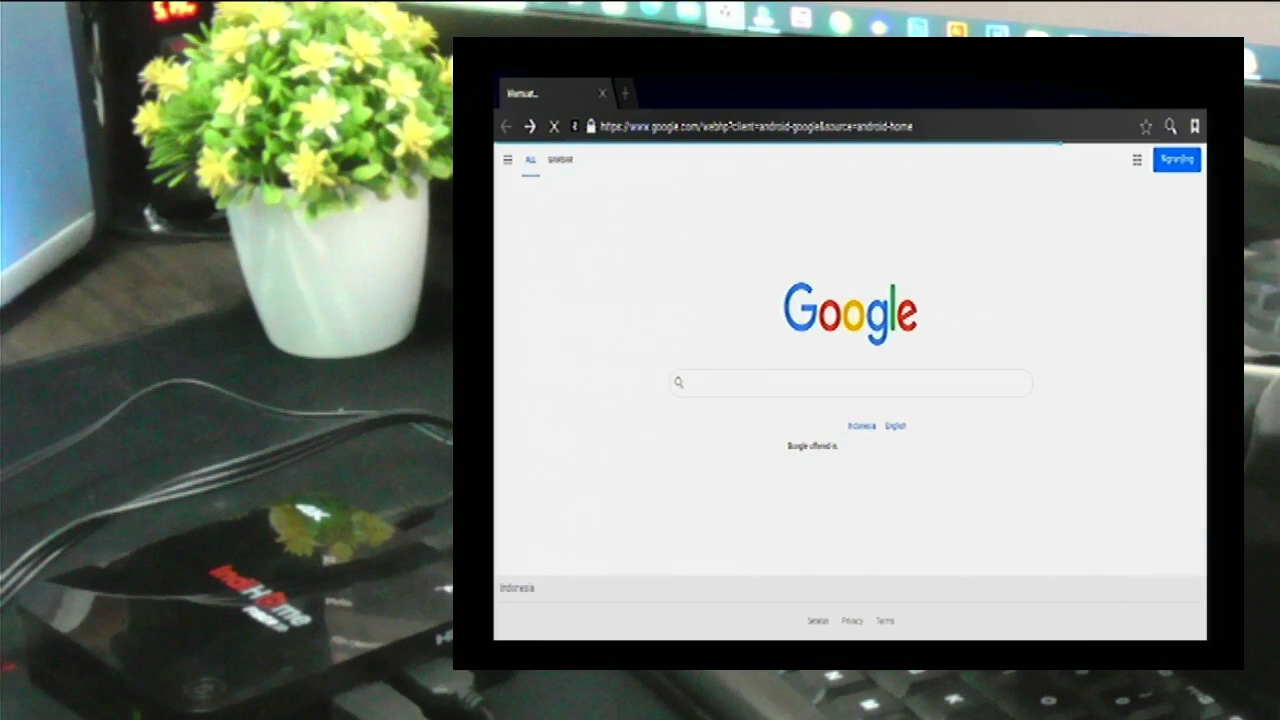 Memuat...
https://www.google.com/webhp?client=android-google&source=android-home
ALL GAMBAR
Google
Indonesia English
Google offered in:
4K
IndiHome
Indonesia
Privacy Terms